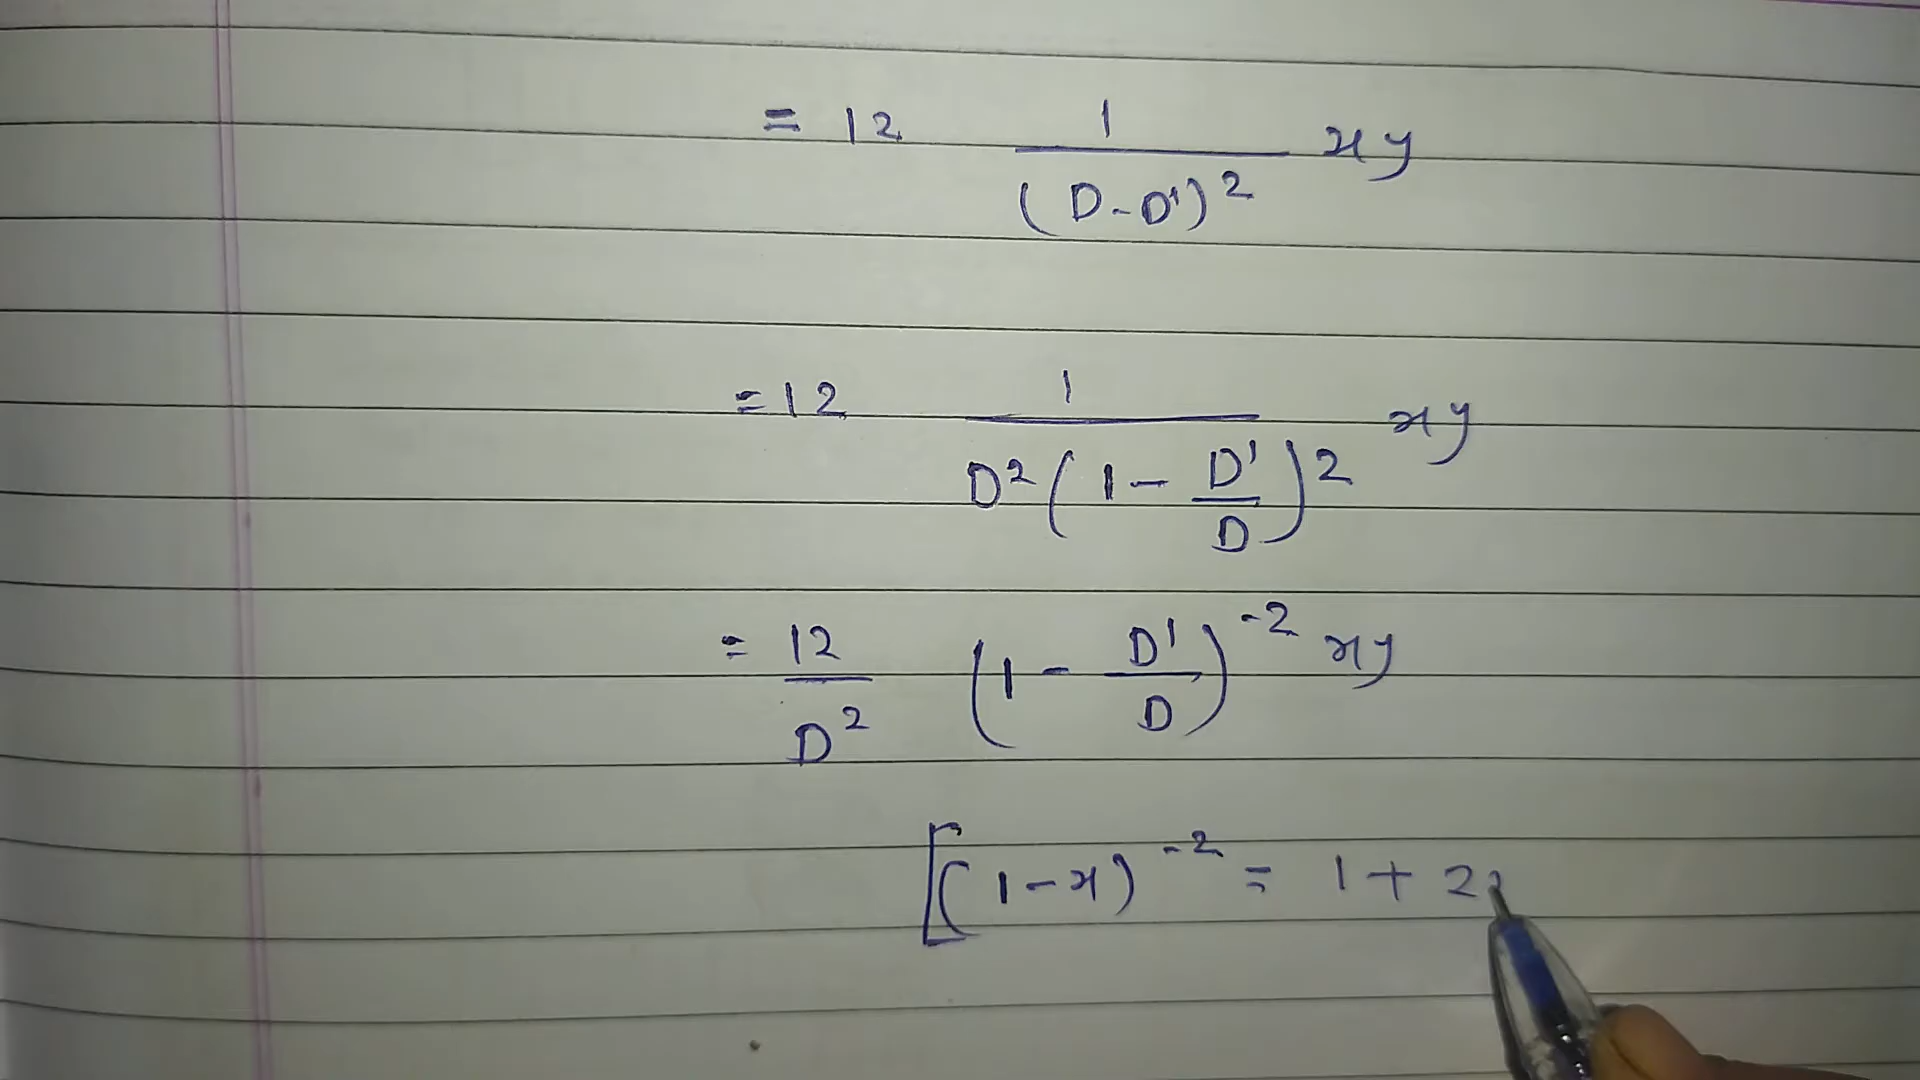 = 12 1/(D-D')² xy
= 12 1/D²(1 - D'/D)² xy
= 12/D² (1 - D'/D)⁻² xy
[(1-x)⁻² = 1 + 2